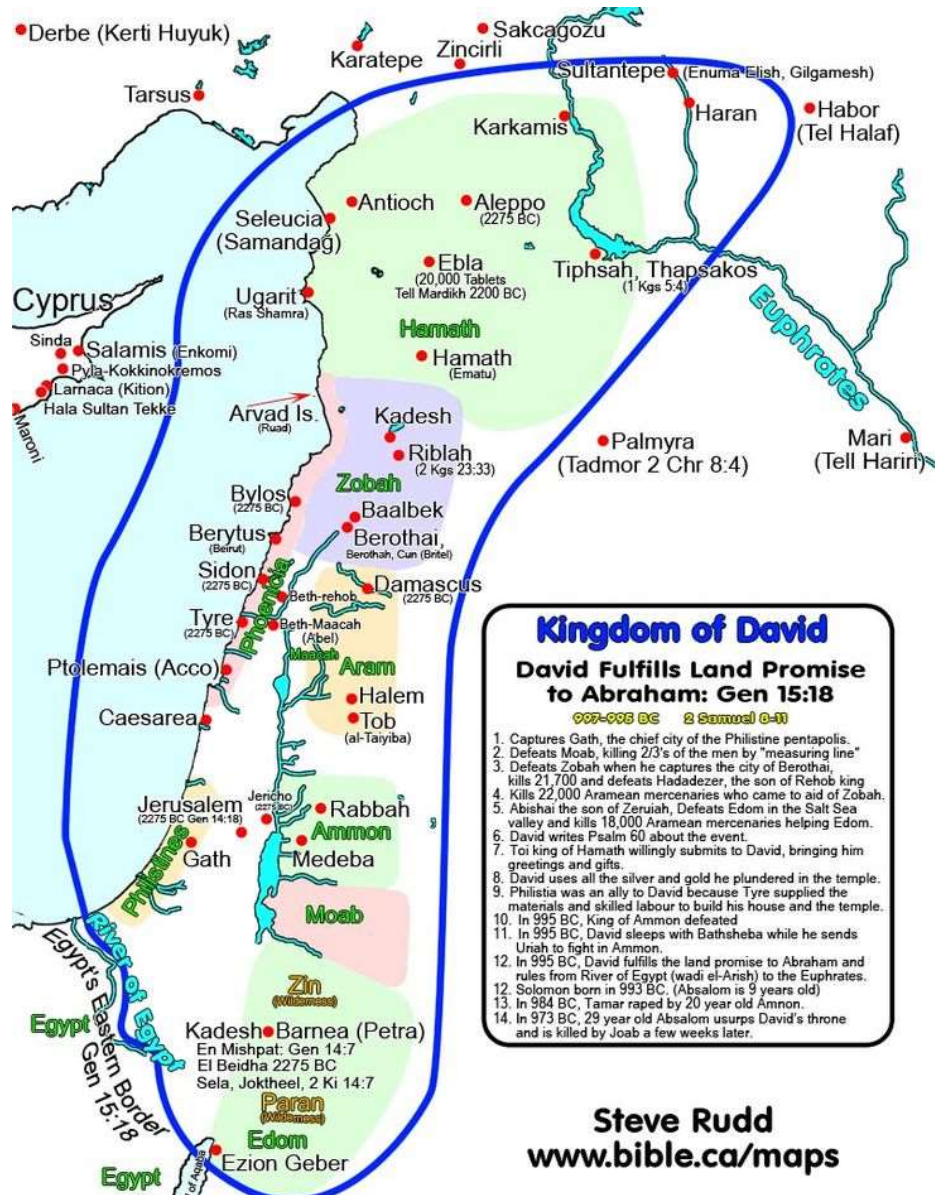 Derbe (Kerti Huyuk)
Karatepe
Zincirli
Sakcagozu
Sultantepe (Enuma Elish, Gilgamesh)
Tarsus
Karkamis
Haran
Habor
(Tel Halaf)
Antioch
Aleppo
(2275 BC)
Seleucia
(Samandağ)
Ebla
(20,000 Tablets
Tell Mardikh 2200 BC)
Tiphsah, Thapsakos
(1 Kgs 5:4)
Ugarit
(Ras Shamra)
Euphrates
Cyprus
Sinda
Salamis (Enkomi)
Pyla-Kokkinokremos
Larnaca (Kition)
Hala Sultan Tekke
Maroni
Hamath
Hamath
(Ematu)
Arvad Is.
(Ruad)
Kadesh
Riblah
(2 Kgs 23:33)
Palmyra
(Tadmor 2 Chr 8:4)
Mari
(Tell Hariri)
Zobah
Bylos
(2275 BC)
Baalbek
Berothai,
Berothah, Cun (Britel)
Berytus
(Beirut)
Sidon
(2275 BC)
Phoenicia
Beth-rehob
Damascus
(2275 BC)
Tyre
(2275 BC)
Beth-Maacah
(Abel)
Maacah
Aram
Ptolemais (Acco)
Halem
Tob
(al-Taiyiba)
Caesarea
Jerusalem
(2275 BC Gen 14:18)
Jericho
(2275 BC)
Rabbah
Ammon
Medeba
Gath
Philistines
Moab
River of Egypt
Egypt's Eastern Border
Gen 15:18
Egypt
Zin
(Wilderness)
Kadesh Barnea (Petra)
En Mishpat: Gen 14:7
El Beidha 2275 BC
Sela, Joktheel, 2 Ki 14:7
Paran
(Wilderness)
Edom
Ezion Geber
Egypt
of Aqaba
Kingdom of David
David Fulfills Land Promise
to Abraham: Gen 15:18
997-995 BC 2 Samuel 8-11
1. Captures Gath, the chief city of the Philistine pentapolis.
2. Defeats Moab, killing 2/3's of the men by "measuring line"
3. Defeats Zobah when he captures the city of Berothai,
kills 21,700 and defeats Hadadezer, the son of Rehob king
4. Kills 22,000 Aramean mercenaries who came to aid of Zobah.
5. Abishai the son of Zeruiah, Defeats Edom in the Salt Sea
valley and kills 18,000 Aramean mercenaries helping Edom.
6. David writes Psalm 60 about the event.
7. Toi king of Hamath willingly submits to David, bringing him
greetings and gifts.
8. David uses all the silver and gold he plundered in the temple.
9. Philistia was an ally to David because Tyre supplied the
materials and skilled labour to build his house and the temple.
10. In 995 BC, King of Ammon defeated
11. In 995 BC, David sleeps with Bathsheba while he sends
Uriah to fight in Ammon.
12. In 995 BC, David fulfills the land promise to Abraham and
rules from River of Egypt (wadi el-Arish) to the Euphrates.
12. Solomon born in 993 BC. (Absalom is 9 years old)
13. In 984 BC, Tamar raped by 20 year old Amnon.
14. In 973 BC, 29 year old Absalom usurps David's throne
and is killed by Joab a few weeks later.
Steve Rudd
www.bible.ca/maps